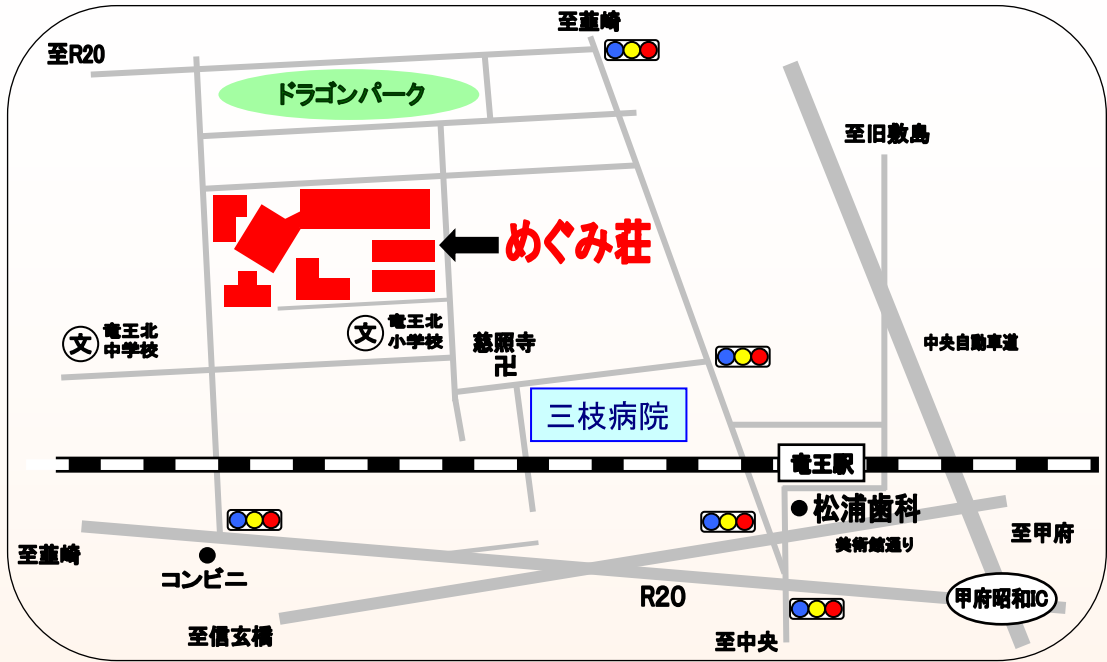 至韮崎
至R20
ドラゴンパーク
至旧敷島
めぐみ荘
文
竜王北
中学校
文
竜王北
小学校
慈照寺
卍
中央自動車道
三枝病院
竜王駅
松浦歯科
美術館通り
至甲府
至韮崎
コンビニ
R20
甲府昭和IC
至信玄橋
至中央